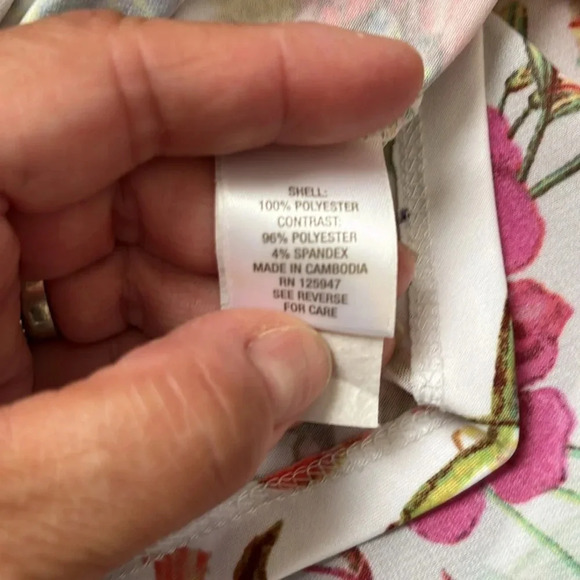 SHELL:
100% POLYESTER
CONTRAST:
96% POLYESTER
4% SPANDEX
MADE IN CAMBODIA
RN 125947
SEE REVERSE
FOR CARE